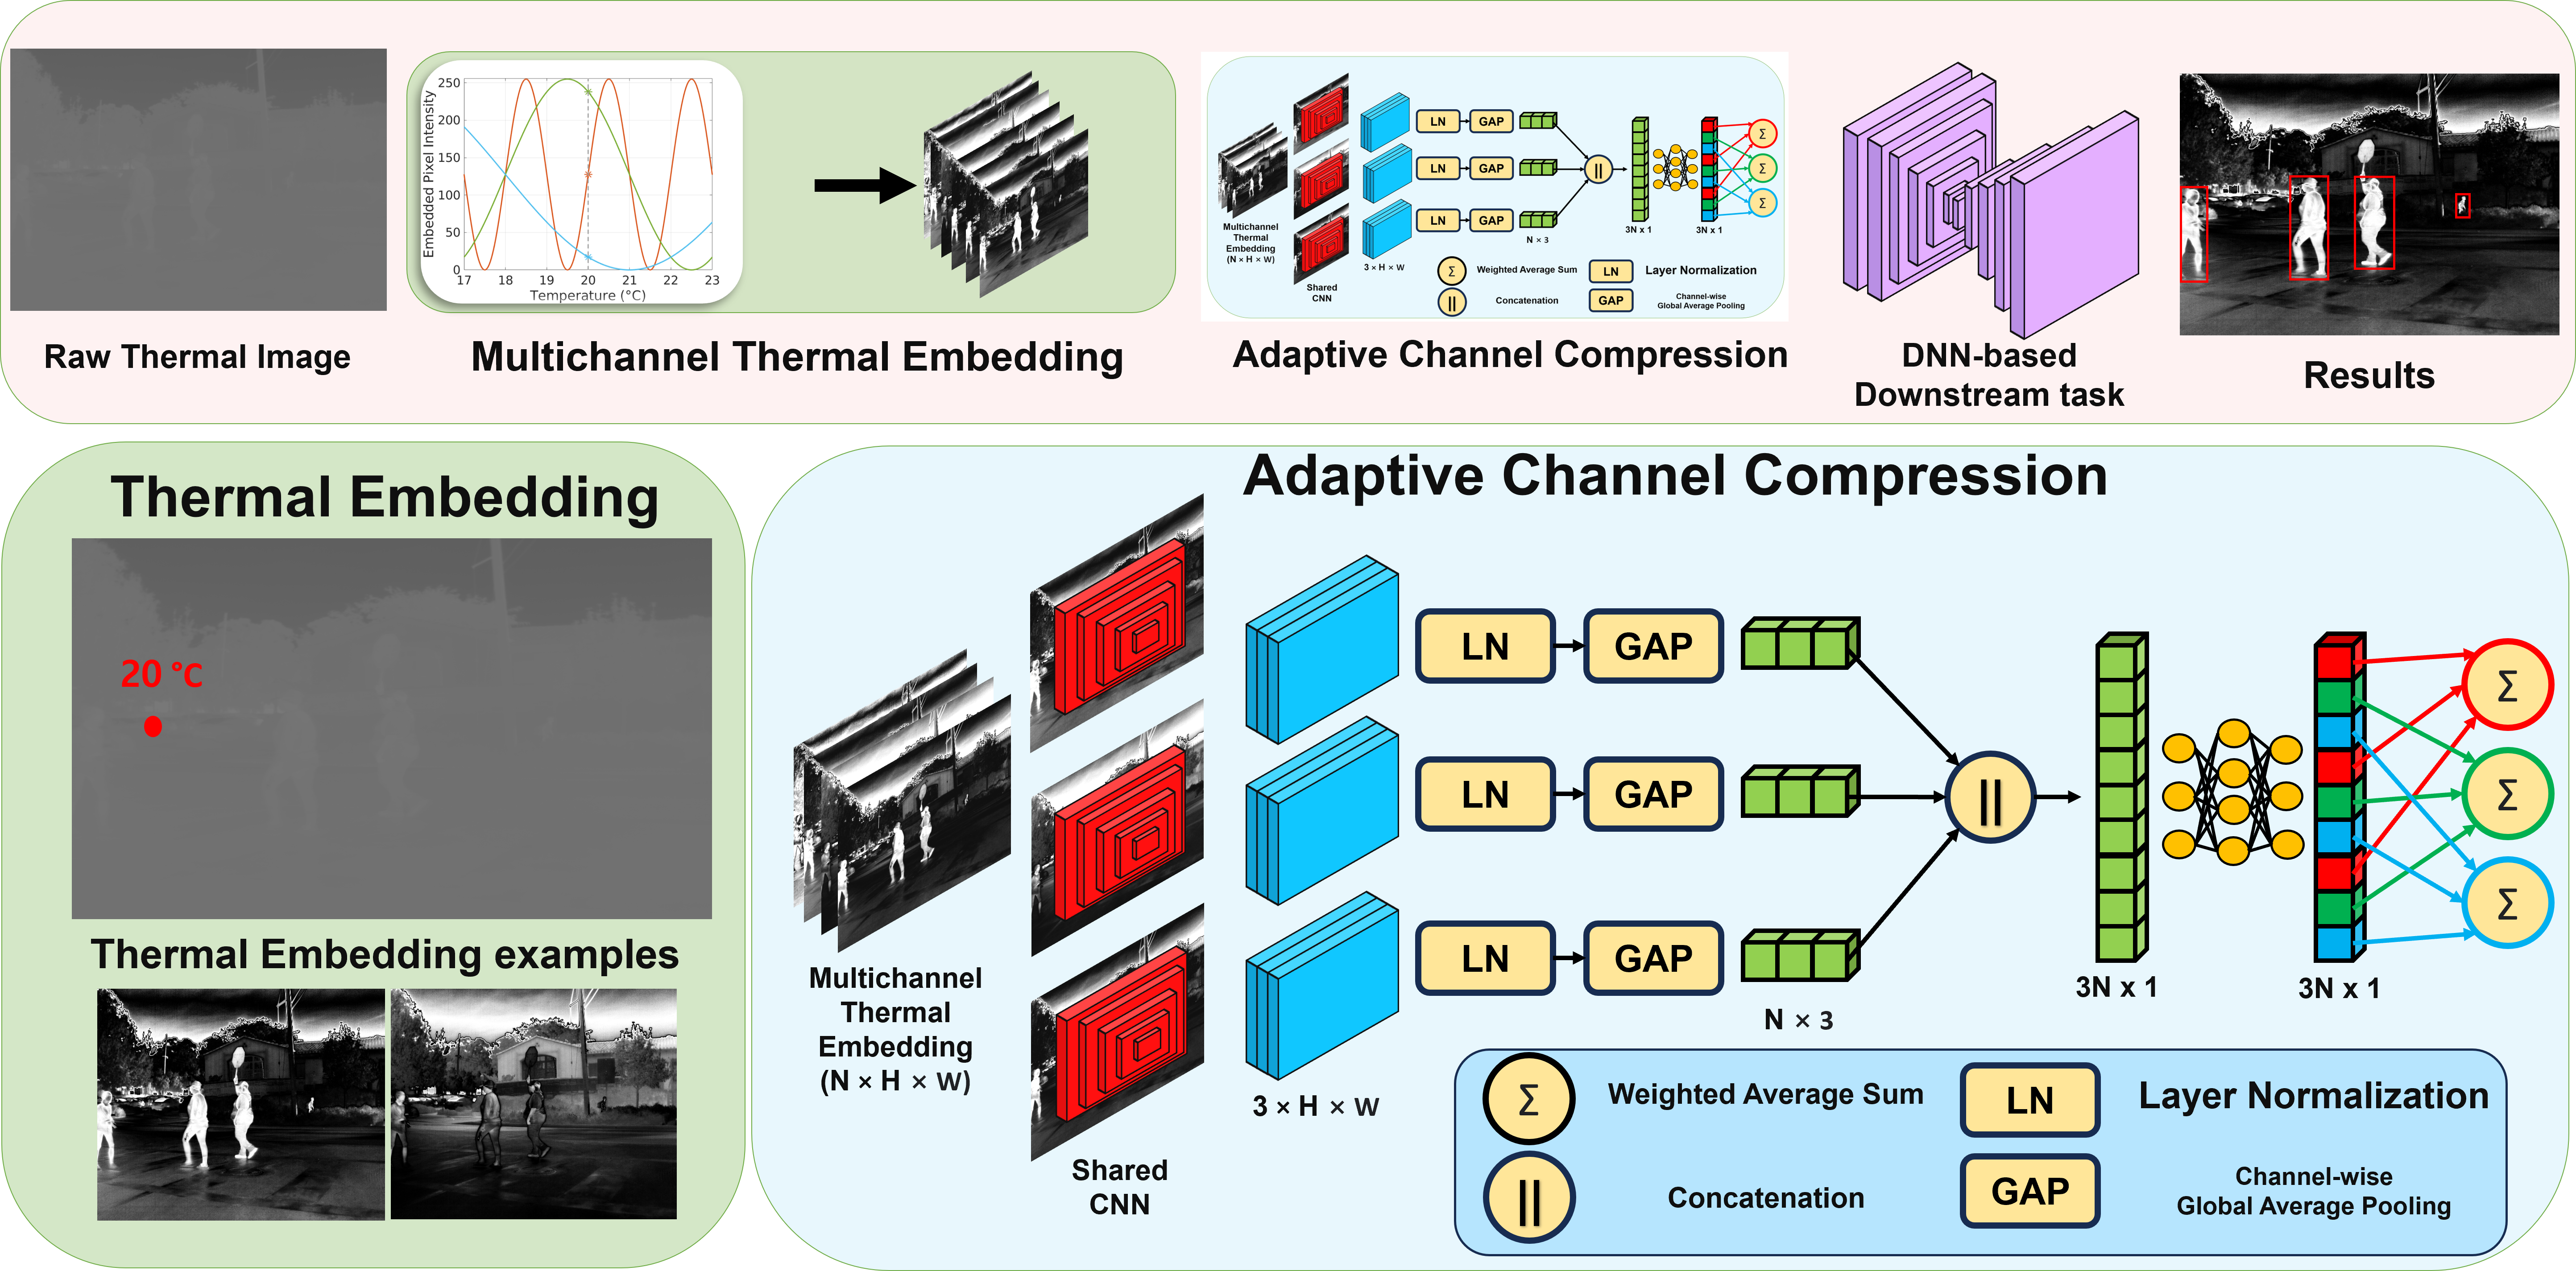 Embedded Pixel Intensity
250
200
150
100
50
0
17 18 19 20 21 22 23
Temperature (°C)
Raw Thermal Image
Multichannel Thermal Embedding
LN GAP
LN GAP
LN GAP
||
Σ
Σ
Σ
Multichannel
Thermal
Embedding
(N × H × W)
Shared
CNN
3 × H × W
N × 3
3N x 1
3N x 1
Σ Weighted Average Sum
LN Layer Normalization
|| Concatenation
GAP Channel-wise
Global Average Pooling
Adaptive Channel Compression
DNN-based
Downstream task
Results
Thermal Embedding
20 °C
Thermal Embedding examples
Adaptive Channel Compression
LN GAP
LN GAP
LN GAP
||
Σ
Σ
Σ
Multichannel
Thermal
Embedding
(N × H × W)
Shared
CNN
3 × H × W
N × 3
3N x 1
3N x 1
Σ Weighted Average Sum
LN Layer Normalization
|| Concatenation
GAP Channel-wise
Global Average Pooling